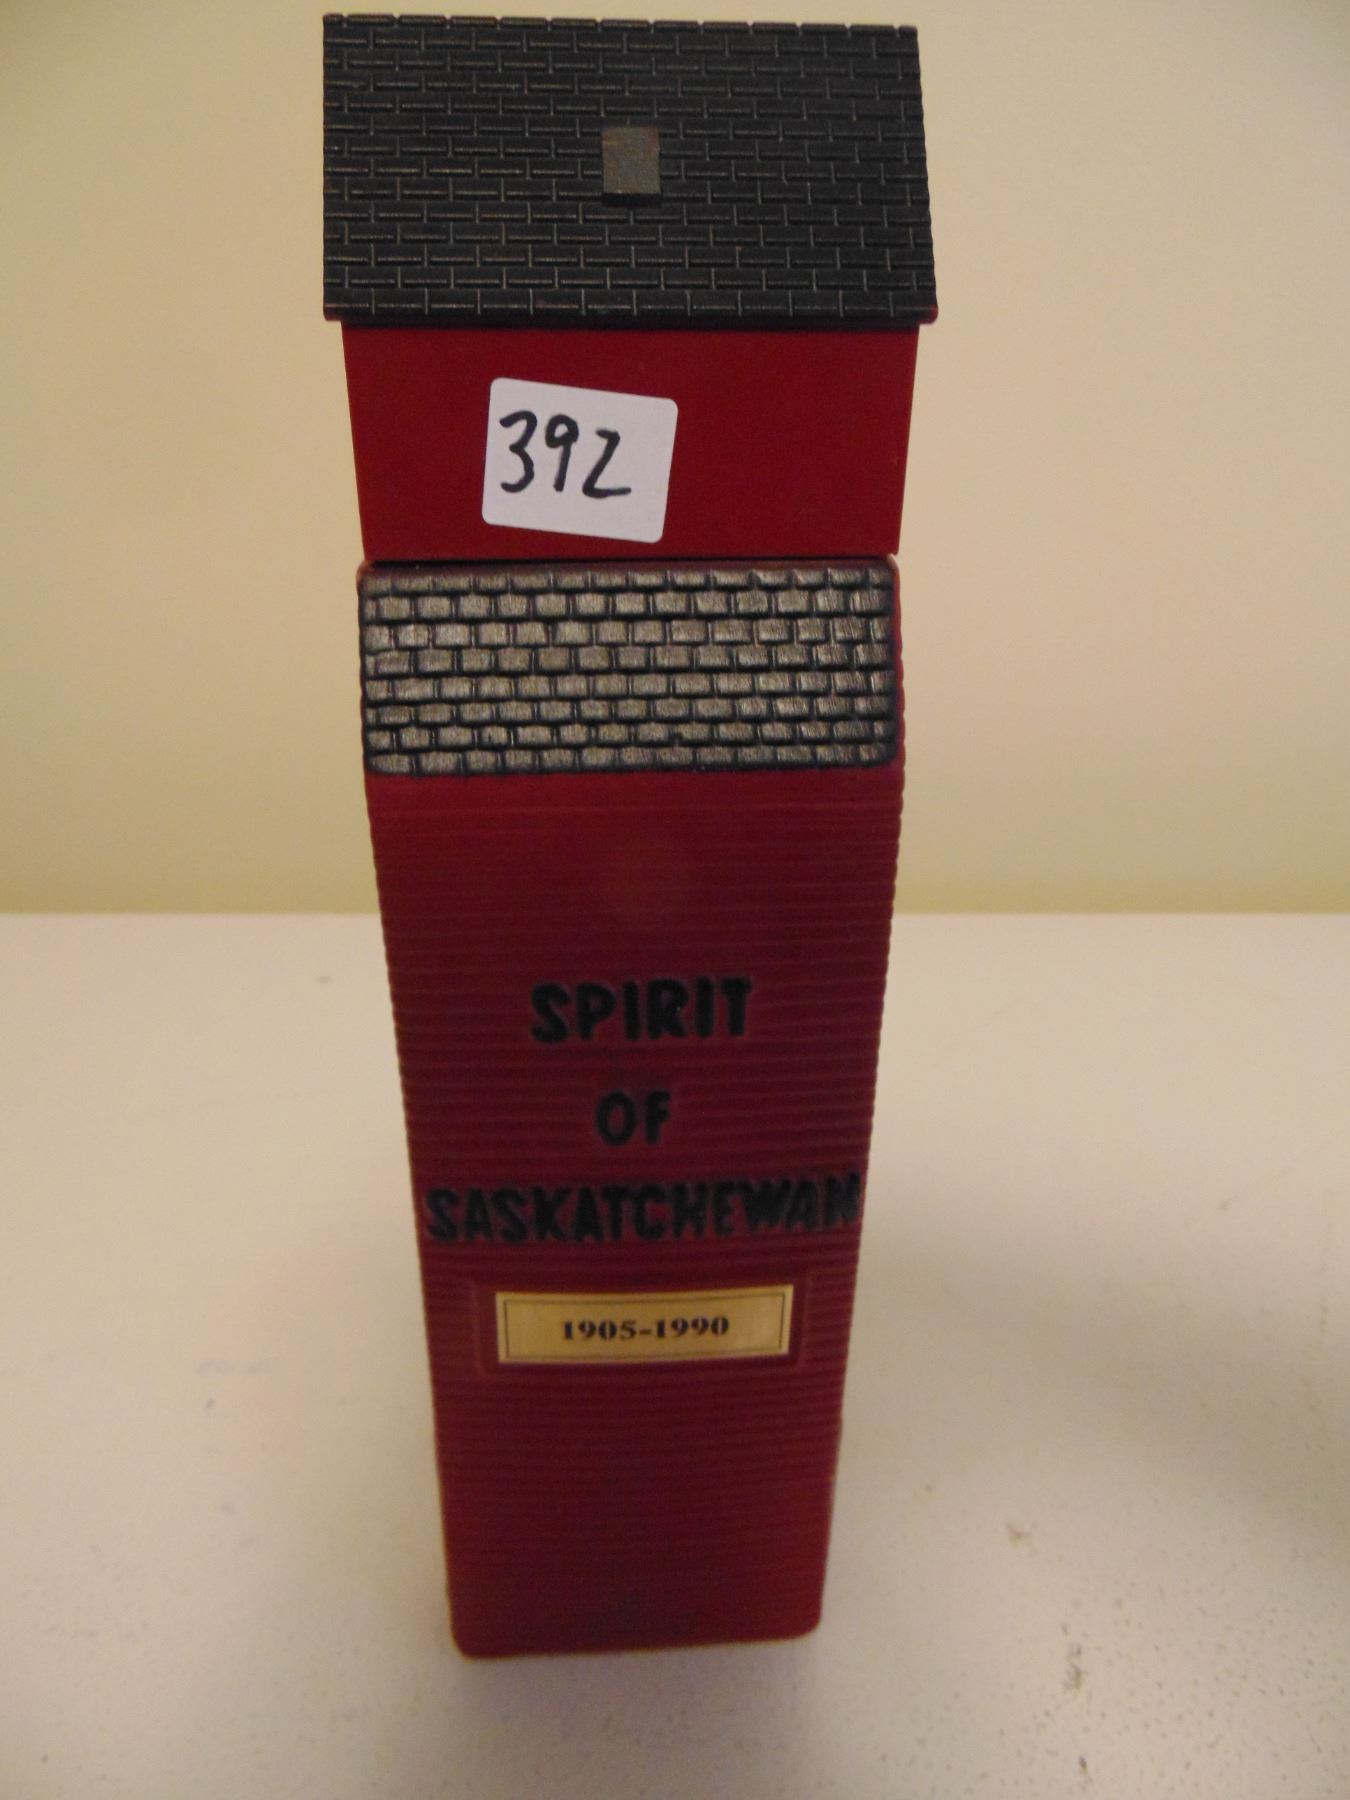 392
SPIRIT
OF
SASKATCHEWAN
1905-1990